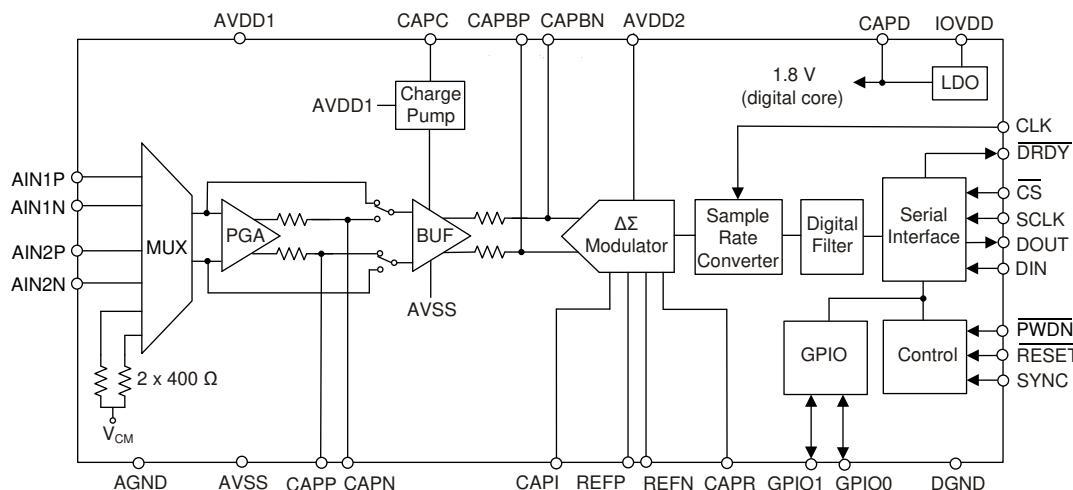 AVDD1
CAPC
CAPBP
CAPBN
AVDD2
CAPD
IOVDD
1.8 V
(digital core)
LDO
AVDD1
Charge
Pump
CLK
DRDY
CS
SCLK
DOUT
DIN
AIN1P
AIN1N
AIN2P
AIN2N
MUX
PGA
BUF
ΔΣ
Modulator
Sample
Rate
Converter
Digital
Filter
Serial
Interface
AVSS
2 x 400 Ω
VCM
GPIO
Control
PWDN
RESET
SYNC
AGND
AVSS
CAPP
CAPN
CAPI
REFP
REFN
CAPR
GPIO1
GPIO0
DGND